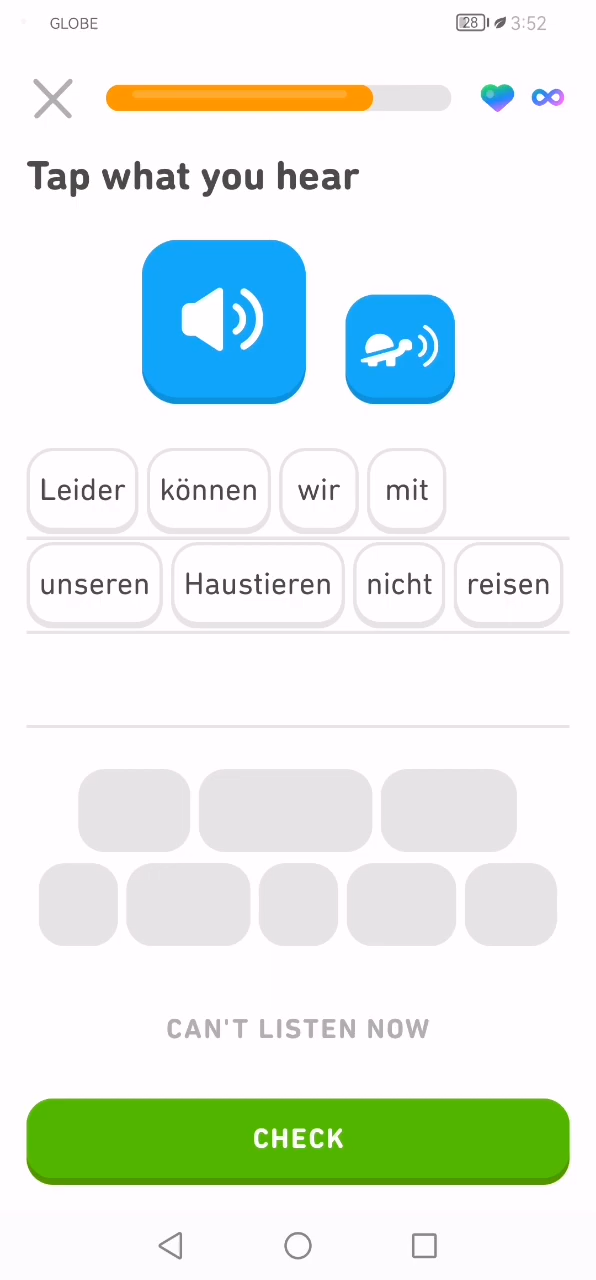 GLOBE 28 3:52
Tap what you hear
Leider können wir mit
unseren Haustieren nicht reisen
CAN'T LISTEN NOW
CHECK